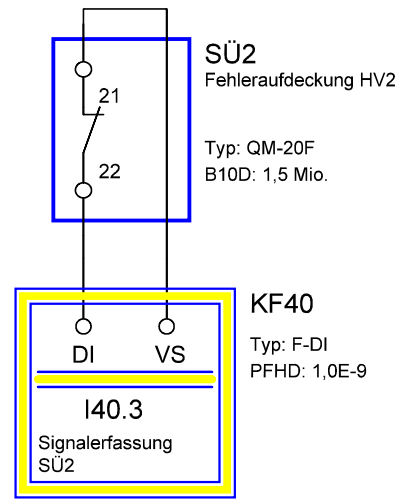 SÜ2
Fehleraufdeckung HV2
21
Typ: QM-20F
22
B10D: 1,5 Mio.
KF40
DI VS
Typ: F-DI
PFHD: 1,0E-9
I40.3
Signalerfassung
SÜ2